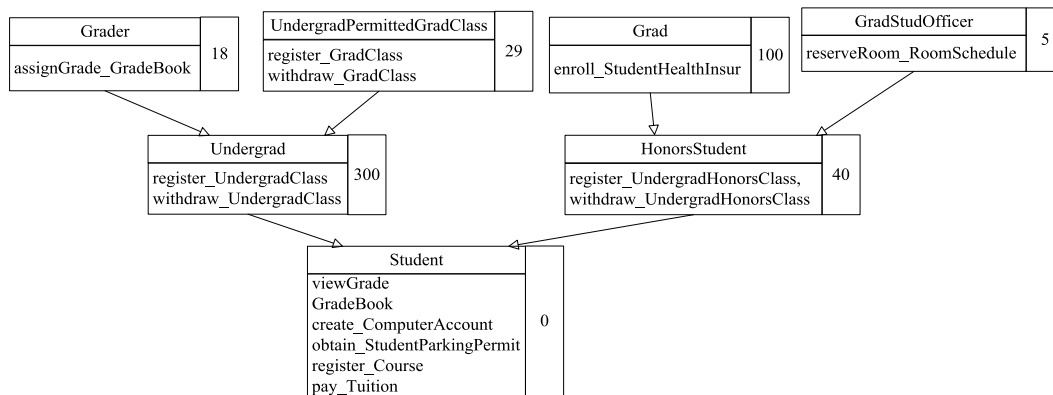 Grader
assignGrade_GradeBook
18
UndergradPermittedGradClass
register_GradClass
withdraw_GradClass
29
Grad
enroll_StudentHealthInsur
100
GradStudOfficer
reserveRoom_RoomSchedule
5
Undergrad
register_UndergradClass
withdraw_UndergradClass
300
HonorsStudent
register_UndergradHonorsClass,
withdraw_UndergradHonorsClass
40
Student
viewGrade
GradeBook
create_ComputerAccount
obtain_StudentParkingPermit
register_Course
pay_Tuition
0